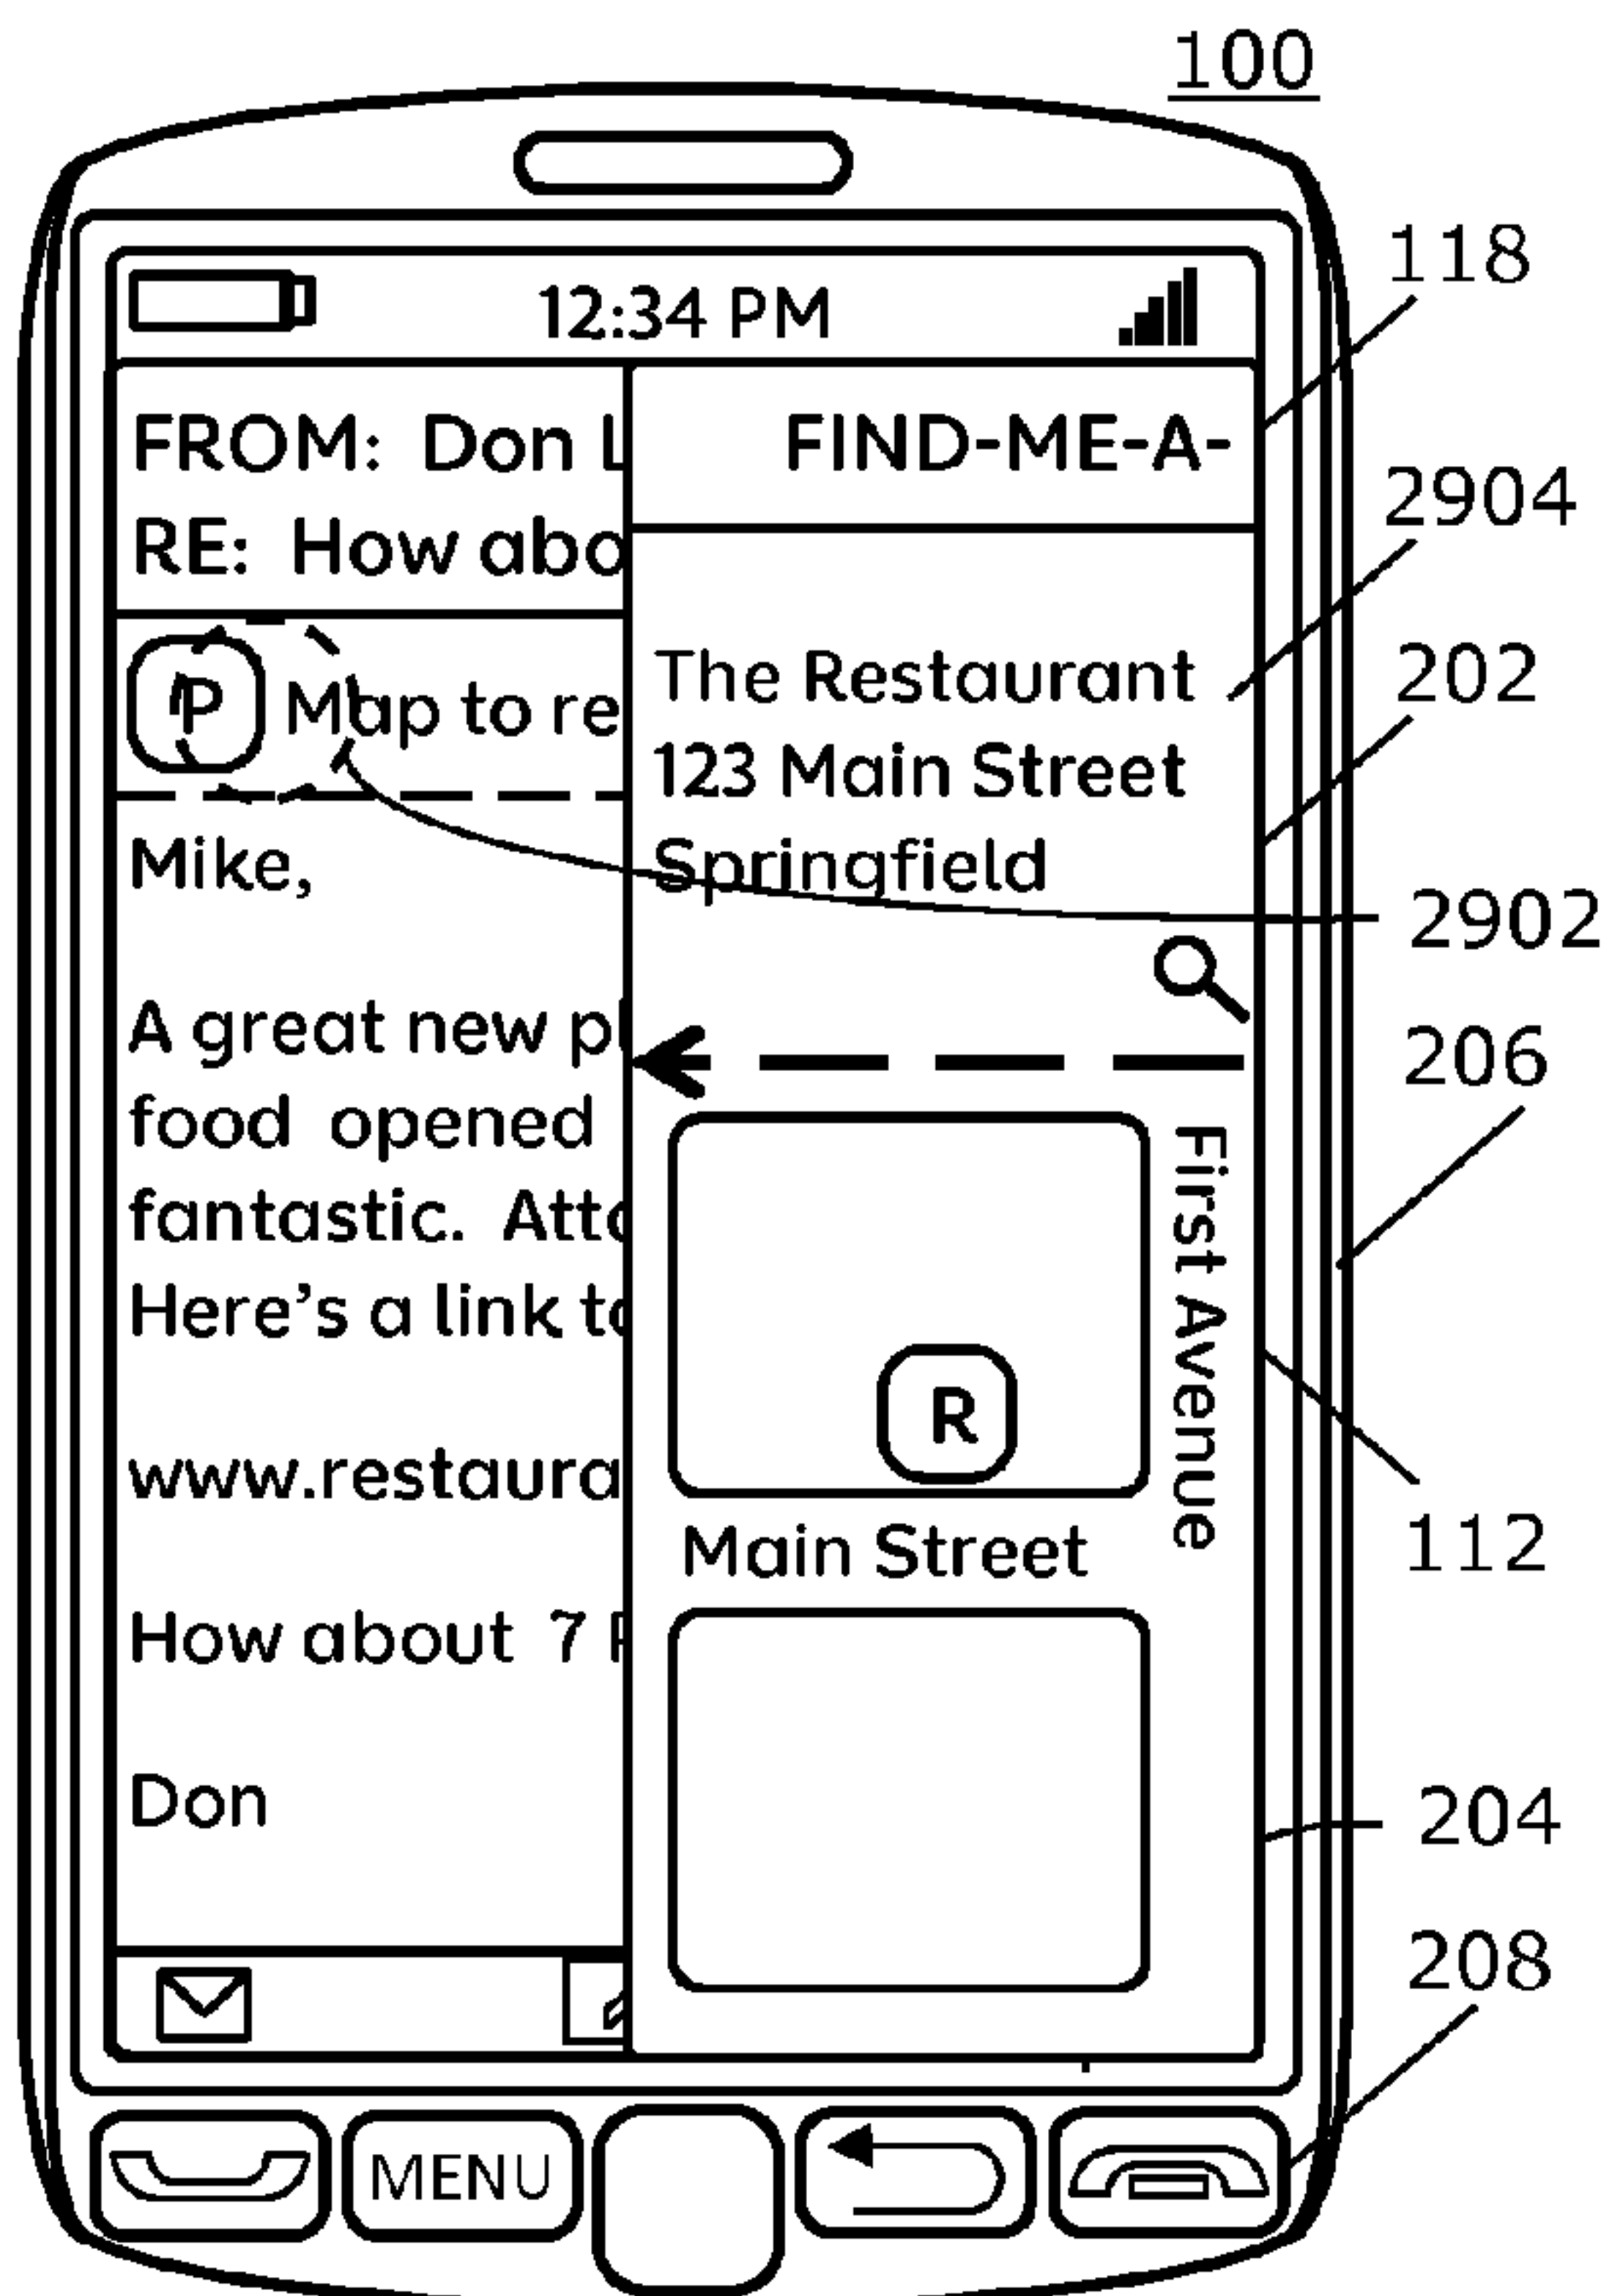 100
12:34 PM
118
FROM: Don
FIND-ME-A-
RE: How abo
2904
P Map to re
The Restaurant
202
123 Main Street
Mike,
Springfield
2902
A great new pl
food opened
206
fantastic. Atta
Here's a link to
First Avenue
R
www.restaura
112
Main Street
How about 7 P
Don
204
208
MENU